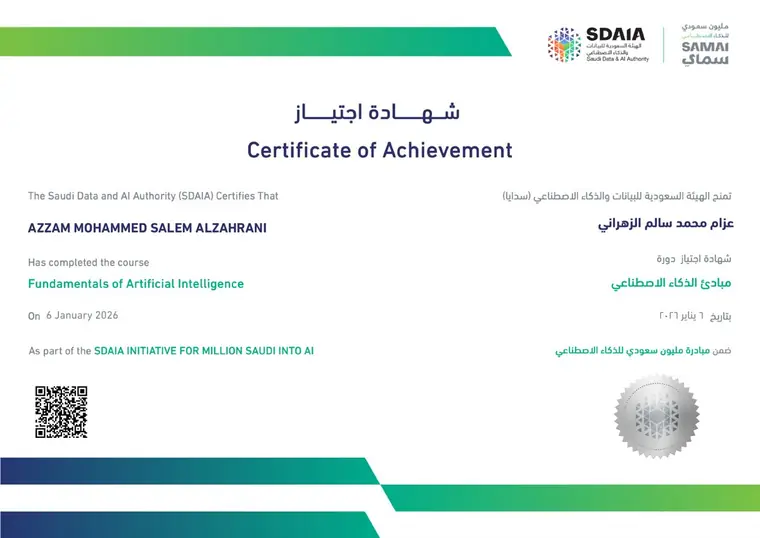 SDAIA
الهيئة السعودية للبيانات
والذكاء الاصطناعي
Saudi Data & AI Authority
مليون سعودي
للذكاء الاصطناعي
SAMAI
سماي
شـهـــادة اجتيـــاز
Certificate of Achievement
The Saudi Data and AI Authority (SDAIA) Certifies That
تمنح الهيئة السعودية للبيانات والذكاء الاصطناعي (سدايا)
AZZAM MOHAMMED SALEM ALZAHRANI
عزام محمد سالم الزهراني
Has completed the course
شهادة اجتياز دورة
Fundamentals of Artificial Intelligence
مبادئ الذكاء الاصطناعي
On 6 January 2026
بتاريخ ٦ يناير ٢٠٢٦
As part of the SDAIA INITIATIVE FOR MILLION SAUDI INTO AI
ضمن مبادرة مليون سعودي للذكاء الاصطناعي